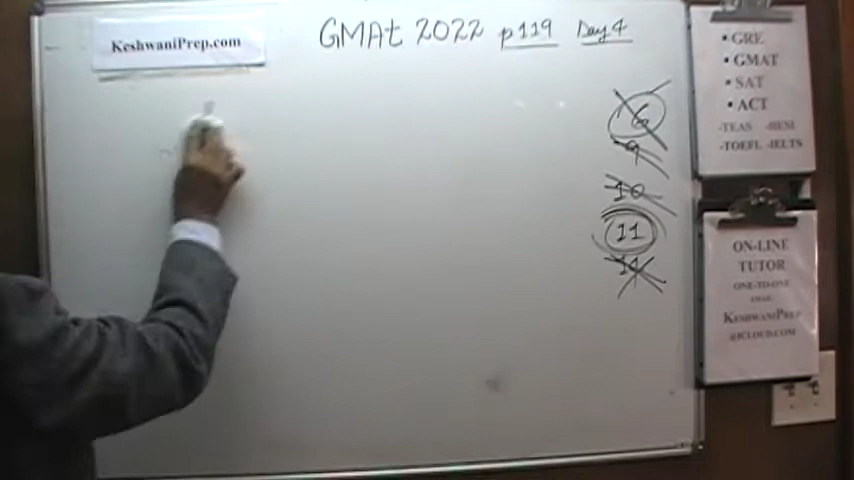 KeshwaniPrep.com
GMAt 2022 p119 Day 4
6
9
10
11
14
• GRE
• GMAT
• SAT
• ACT
-TEAS -HESI
-TOEFL -IELTS
ON-LINE
TUTOR
ONE-TO-ONE
EMAIL
KESHWANIPREP
@ICLOUD.COM